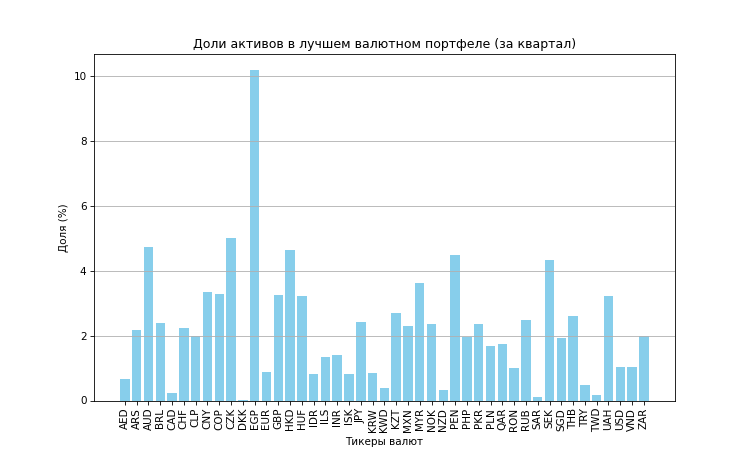 Доли активов в лучшем валютном портфеле (за квартал)
Доля (%)
10
8
6
4
2
0
AED
ARS
AUD
BRL
CAD
CHF
CLP
CNY
COP
CZK
DKK
EGP
EUR
GBP
HKD
HUF
IDR
ILS
INR
ISK
JPY
KRW
KWD
KZT
MXN
MYR
NOK
NZD
PEN
PHP
PKR
PLN
QAR
RON
RUB
SAR
SEK
SGD
THB
TRY
TWD
UAH
USD
VND
ZAR
Тикеры валют